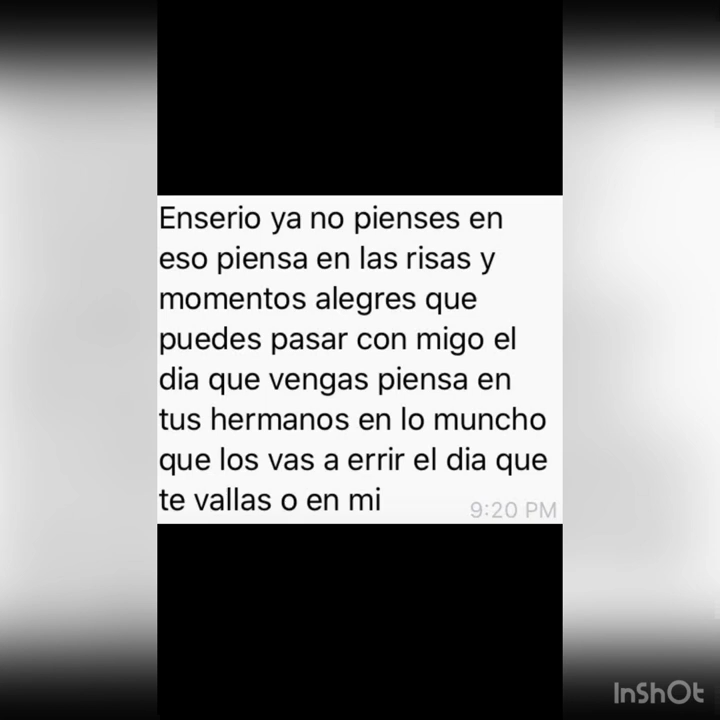 Enserio ya no pienses en
eso piensa en las risas y
momentos alegres que
puedes pasar con migo el
dia que vengas piensa en
tus hermanos en lo muncho
que los vas a errir el dia que
te vallas o en mi
9:20 PM
InShOt